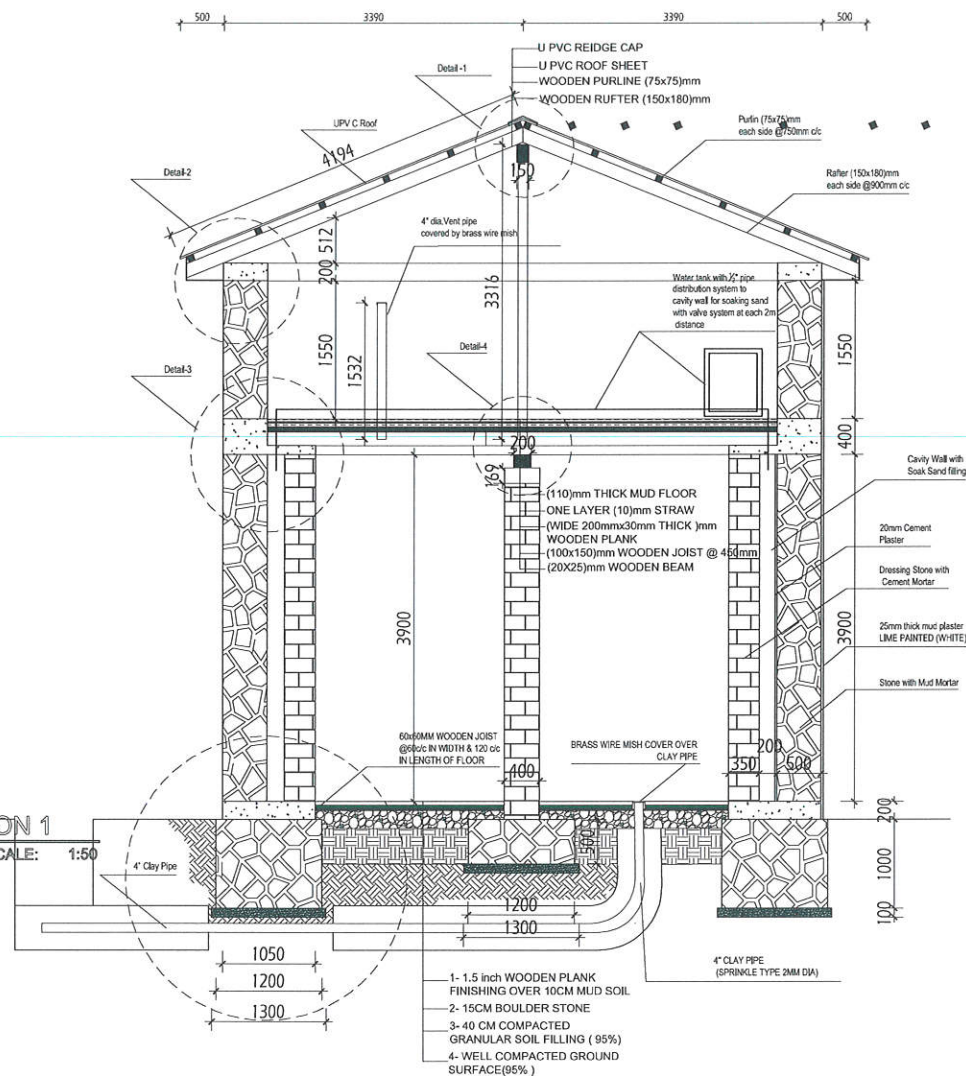 500
3390
3390
500
U PVC REIDGE CAP
U PVC ROOF SHEET
WOODEN PURLINE (75x75)mm
WOODEN RUFTER (150x180)mm
Detail -1
UPV C Roof
4194
Detail-2
150
Purlin (75x75)mm
each side @750mm c/c
Rafter (150x180)mm
each side @900mm c/c
4" dia.Vent pipe
covered by brass wire mish
512
200
3316
Water tank with ½" pipe
distribution system to
cavity wall for soaking sand
with valve system at each 2m
distance
1550
1532
1550
Detail-4
Detail-3
400
200
169
Cavity Wall with
Soak Sand filling
(110)mm THICK MUD FLOOR
ONE LAYER (10)mm STRAW
(WIDE 200mmx30mm THICK )mm
WOODEN PLANK
(100x150)mm WOODEN JOIST @ 450mm
(20X25)mm WOODEN BEAM
20mm Cement
Plaster
Dressing Stone with
Cement Mortar
3900
3900
25mm thick mud plaster
LIME PAINTED (WHITE)
Stone with Mud Mortar
60x60MM WOODEN JOIST
@60c/c IN WIDTH & 120 c/c
IN LENGTH OF FLOOR
BRASS WIRE MISH COVER OVER
CLAY PIPE
200
400
350
500
ON 1
CALE: 1:50
200
500
1000
4" Clay Pipe
100
1200
1300
1050
1200
1300
4" CLAY PIPE
(SPRINKLE TYPE 2MM DIA)
1- 1.5 inch WOODEN PLANK
FINISHING OVER 10CM MUD SOIL
2- 15CM BOULDER STONE
3- 40 CM COMPACTED
GRANULAR SOIL FILLING ( 95%)
4- WELL COMPACTED GROUND
SURFACE(95% )